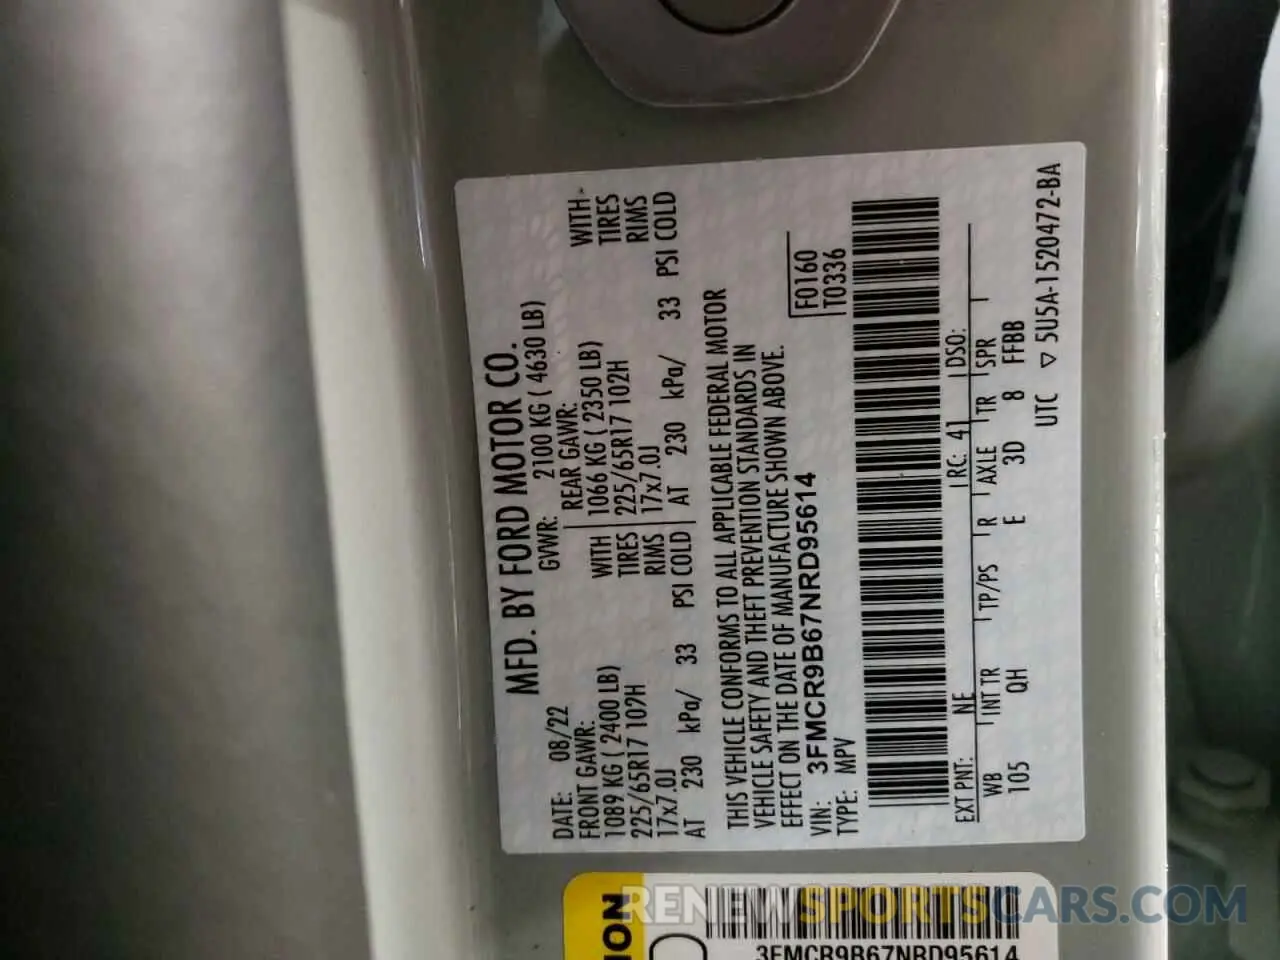 MFD. BY FORD MOTOR CO.
DATE: 08/22 GVWR: 2100 KG ( 4630 LB)
FRONT GAWR: REAR GAWR:
1089 KG ( 2400 LB) WITH 1066 KG ( 2350 LB) WITH
225/65R17 102H TIRES 225/65R17 102H TIRES
17x7.0J RIMS 17x7.0J RIMS
AT 230 kPa/ 33 PSI COLD AT 230 kPa/ 33 PSI COLD
THIS VEHICLE CONFORMS TO ALL APPLICABLE FEDERAL MOTOR
VEHICLE SAFETY AND THEFT PREVENTION STANDARDS IN
EFFECT ON THE DATE OF MANUFACTURE SHOWN ABOVE.
VIN: 3FMCR9B67NRD95614 F0160
TYPE: MPV T0336
EXT PNT: NE RC: 41 DSO:
WB INT TR TP/PS R AXLE TR SPR
105 QH E 3D 8 FFBB
UTC ▽ 5U5A-1520472-BA
ION
3FMCR9B67NRD95614
RENEWSPORTSCARS.COM